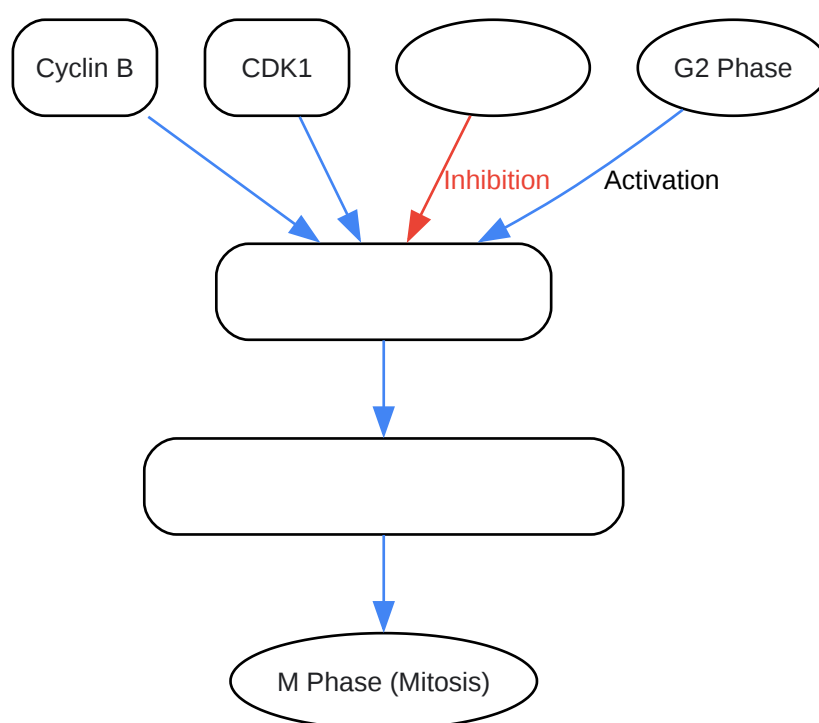 Cyclin B
CDK1
G2 Phase
Inhibition
Activation
M Phase (Mitosis)